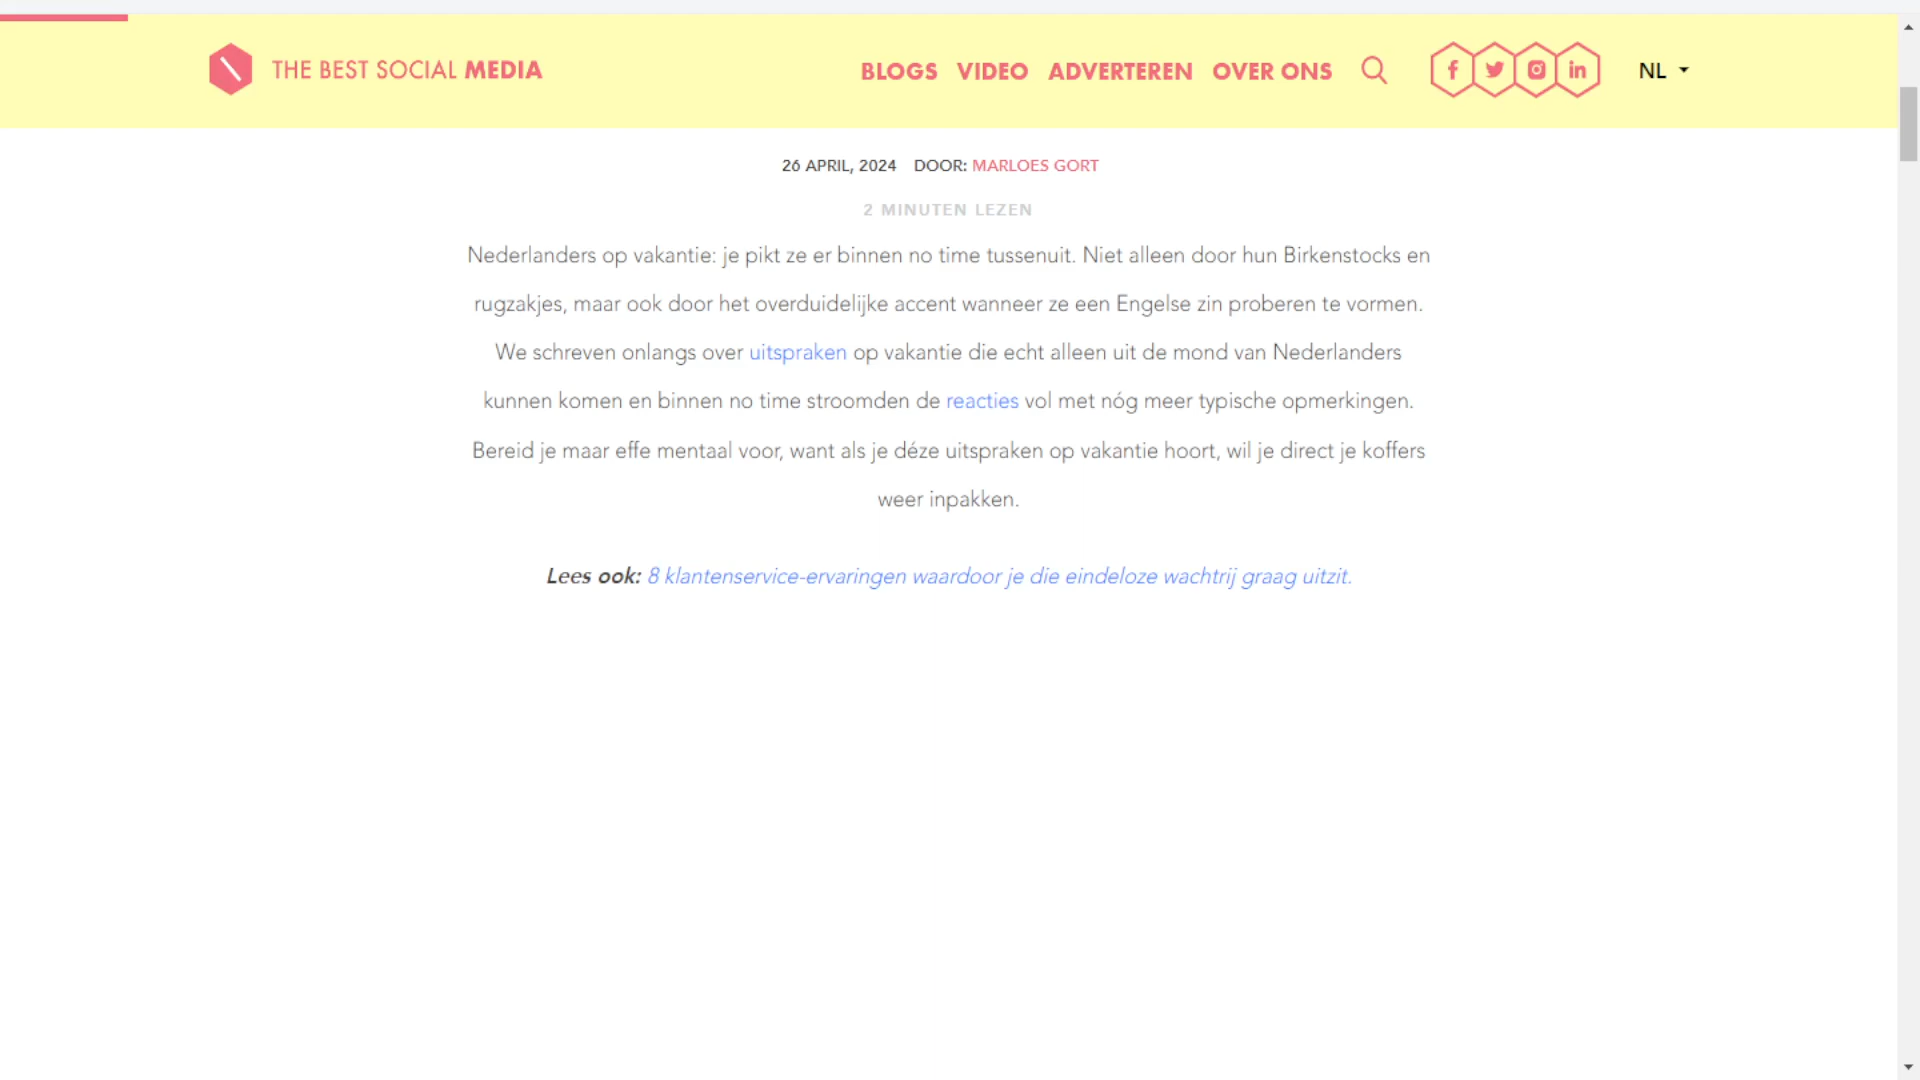 THE BEST SOCIAL MEDIA
BLOGS VIDEO ADVERTEREN OVER ONS
NL
26 APRIL, 2024 DOOR: MARLOES GORT
2 MINUTEN LEZEN
Nederlanders op vakantie: je pikt ze er binnen no time tussenuit. Niet alleen door hun Birkenstocks en
rugzakjes, maar ook door het overduidelijke accent wanneer ze een Engelse zin proberen te vormen.
We schreven onlangs over uitspraken op vakantie die echt alleen uit de mond van Nederlanders
kunnen komen en binnen no time stroomden de reacties vol met nóg meer typische opmerkingen.
Bereid je maar effe mentaal voor, want als je déze uitspraken op vakantie hoort, wil je direct je koffers
weer inpakken.
Lees ook: 8 klantenservice-ervaringen waardoor je die eindeloze wachtrij graag uitzit.